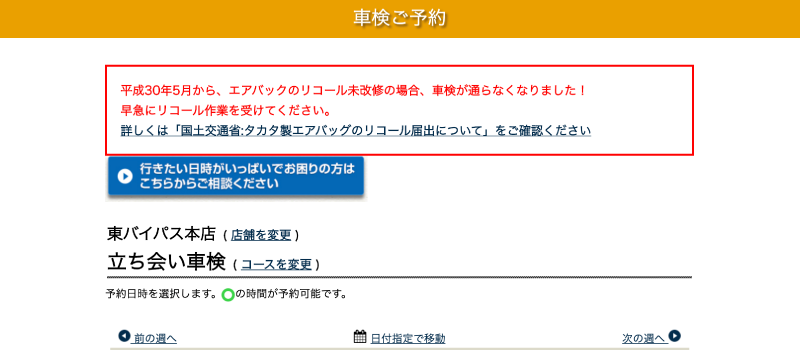 車検ご予約
平成30年5月から、エアバックのリコール未改修の場合、車検が通らなくなりました！
早急にリコール作業を受けてください。
詳しくは「国土交通省:タカタ製エアバッグのリコール届出について」をご確認ください
行きたい日時がいっぱいでお困りの方は
こちらからご相談ください
東バイパス本店 ( 店舗を変更 )
立ち会い車検 ( コースを変更 )
予約日時を選択します。○の時間が予約可能です。
前の週へ 日付指定で移動 次の週へ